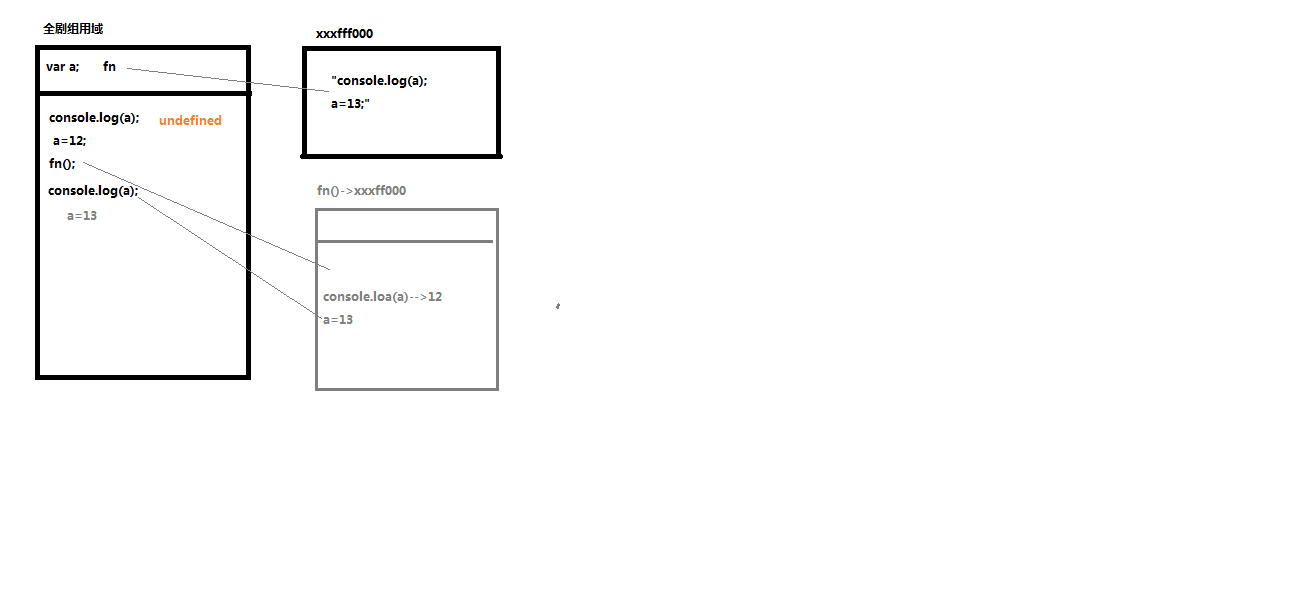 全剧组用域
var a; fn
console.log(a); undefined
a=12;
fn();
console.log(a);
a=13
xxxfff000
"console.log(a);
a=13;"
fn()->xxxff000
console.loa(a)-->12
a=13